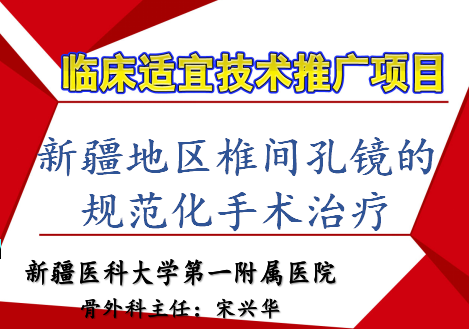 临床适宜技术推广项目
新疆地区椎间孔镜的
规范化手术治疗
新疆医科大学第一附属医院
骨外科主任：宋兴华